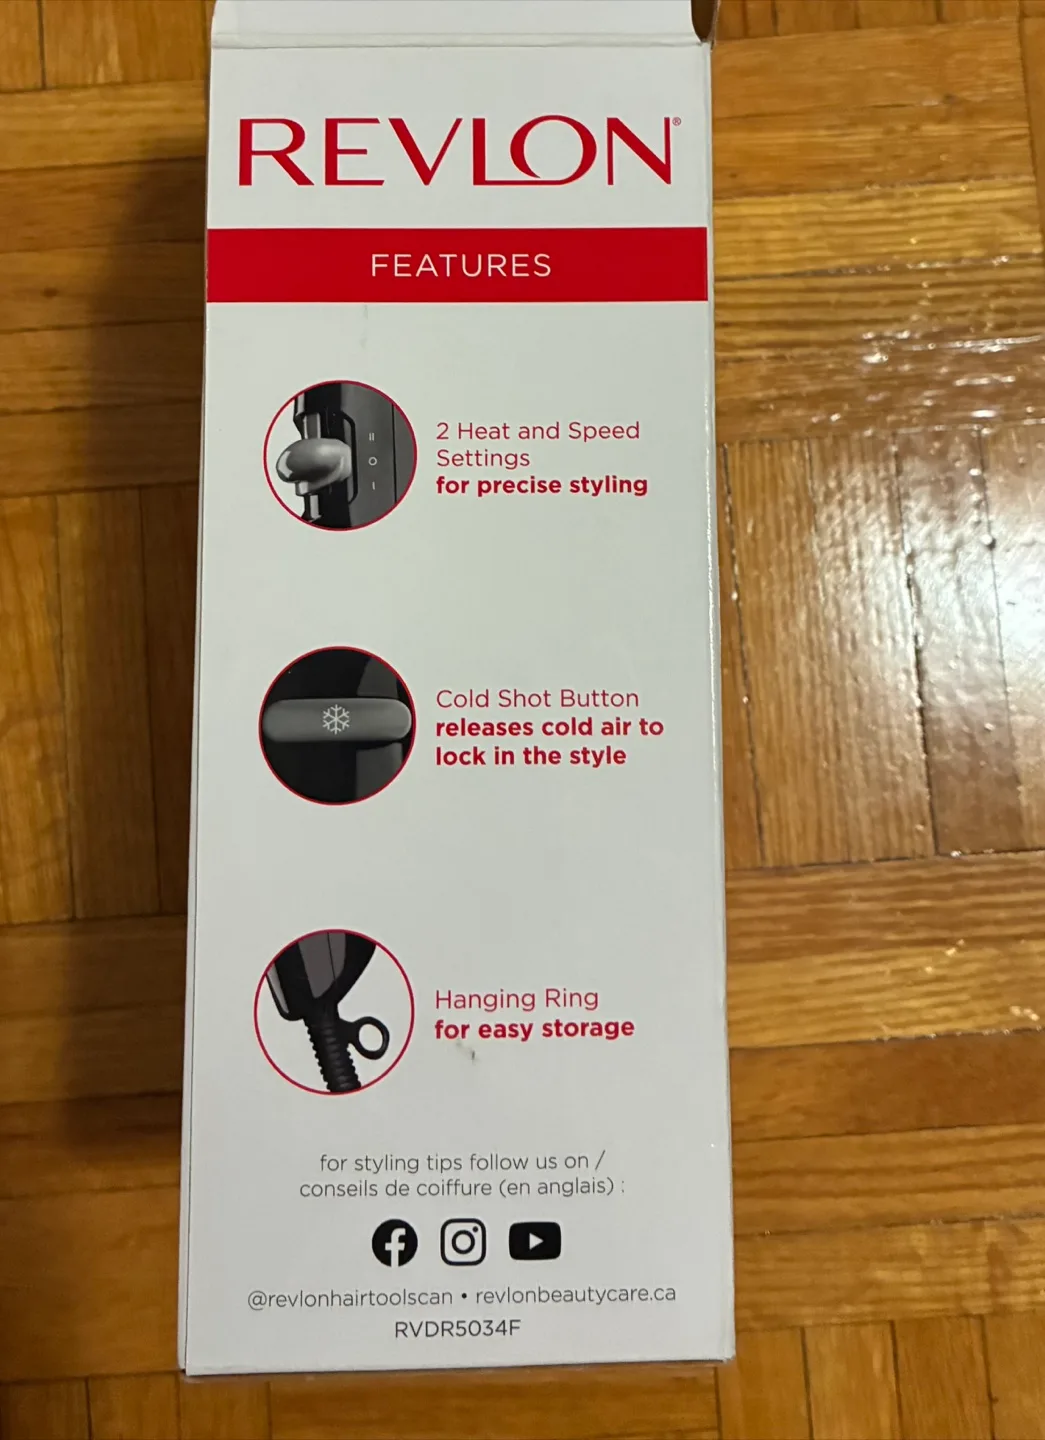 REVLON®
FEATURES
II
O
I
2 Heat and Speed
Settings
for precise styling
Cold Shot Button
releases cold air to
lock in the style
Hanging Ring
for easy storage
for styling tips follow us on /
conseils de coiffure (en anglais) :
@revlonhairtoolscan • revlonbeautycare.ca
RVDR5034F